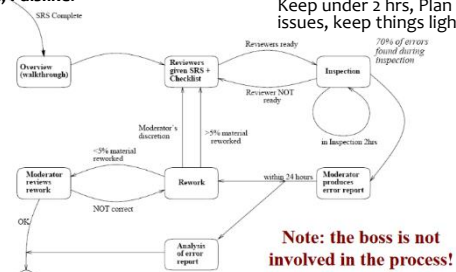 Keep under 2 hrs, Plan
issues, keep things ligh
SRS Complete
Overview
(walkthrough)
Reviewers
given SRS +
Checklist
Reviewers ready
Reviewer NOT
ready
Inspection
70% of errors
found during
inspection
in Inspection 2hrs
Moderator's
discretion
>5% material
reworked
<5% material
reworked
Moderator
reviews
rework
NOT correct
Rework
within 24 hours
Moderator
produces
error report
OK
Analysis
of error
report
Note: the boss is not
involved in the process!